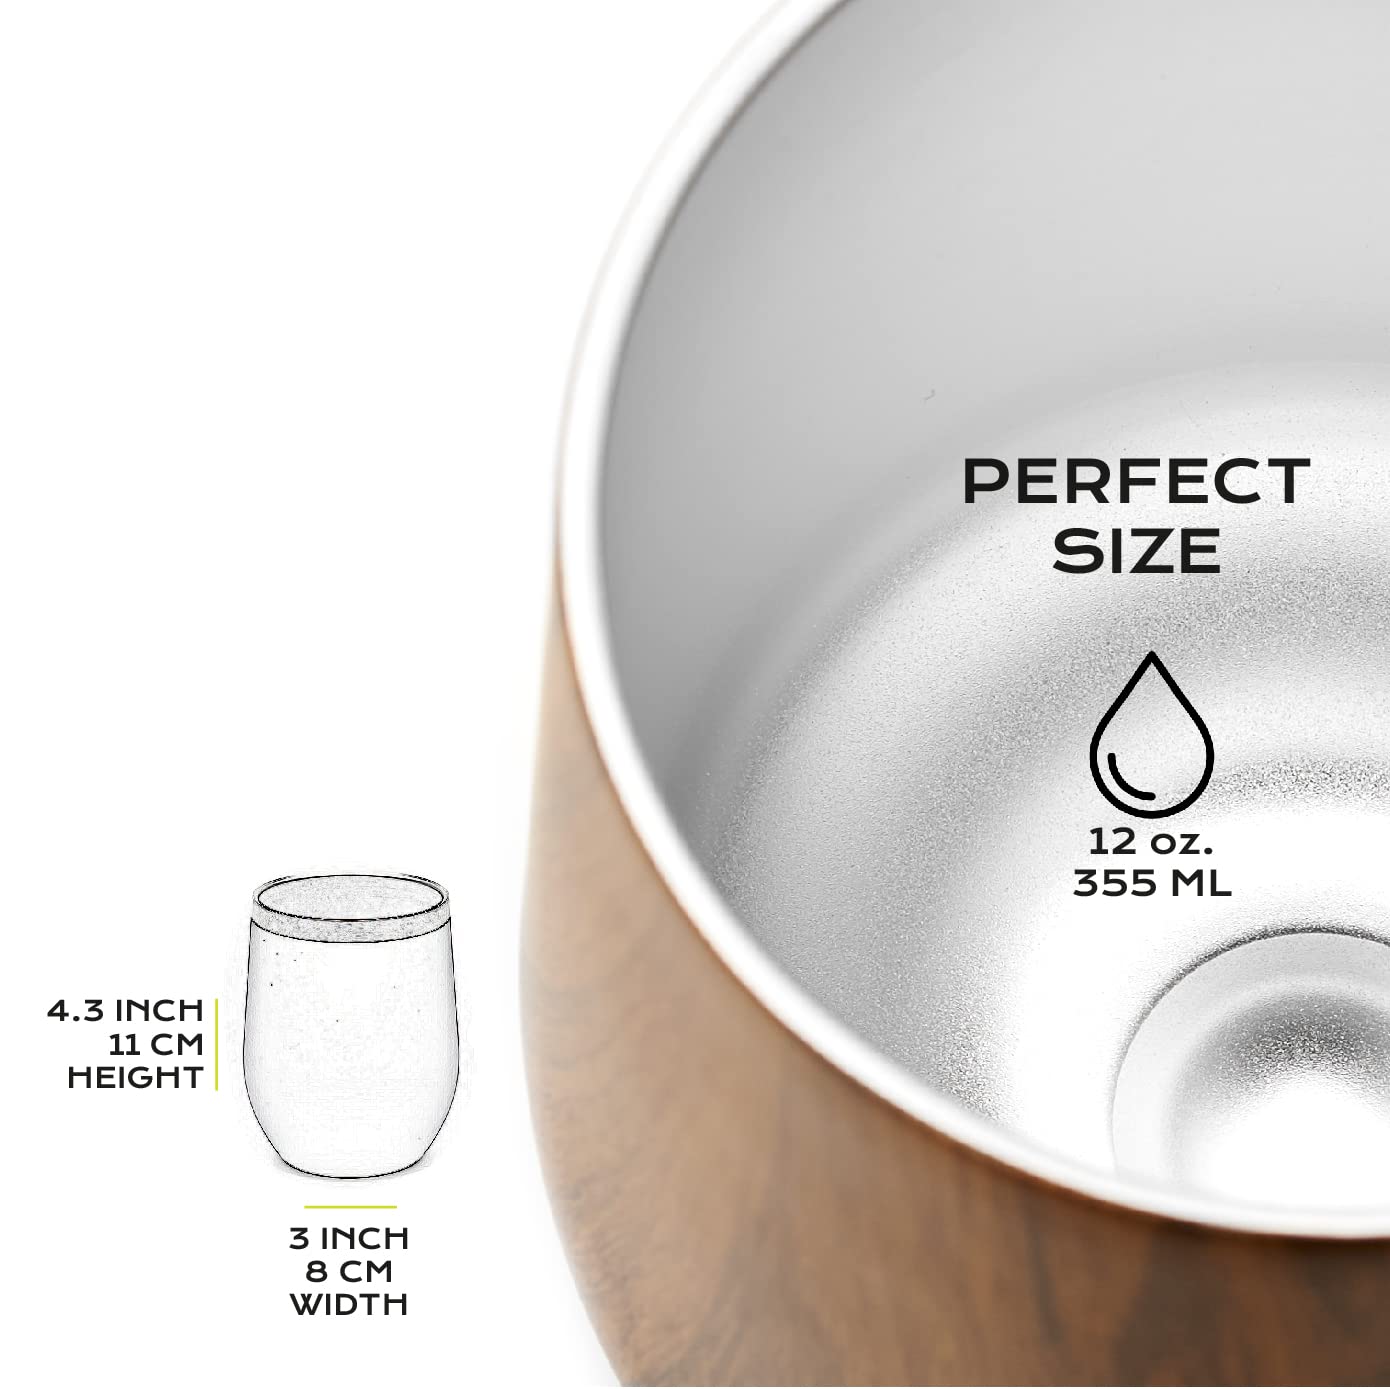 PERFECT
SIZE
12 oz.
355 ML
4.3 INCH
11 CM
HEIGHT
3 INCH
8 CM
WIDTH